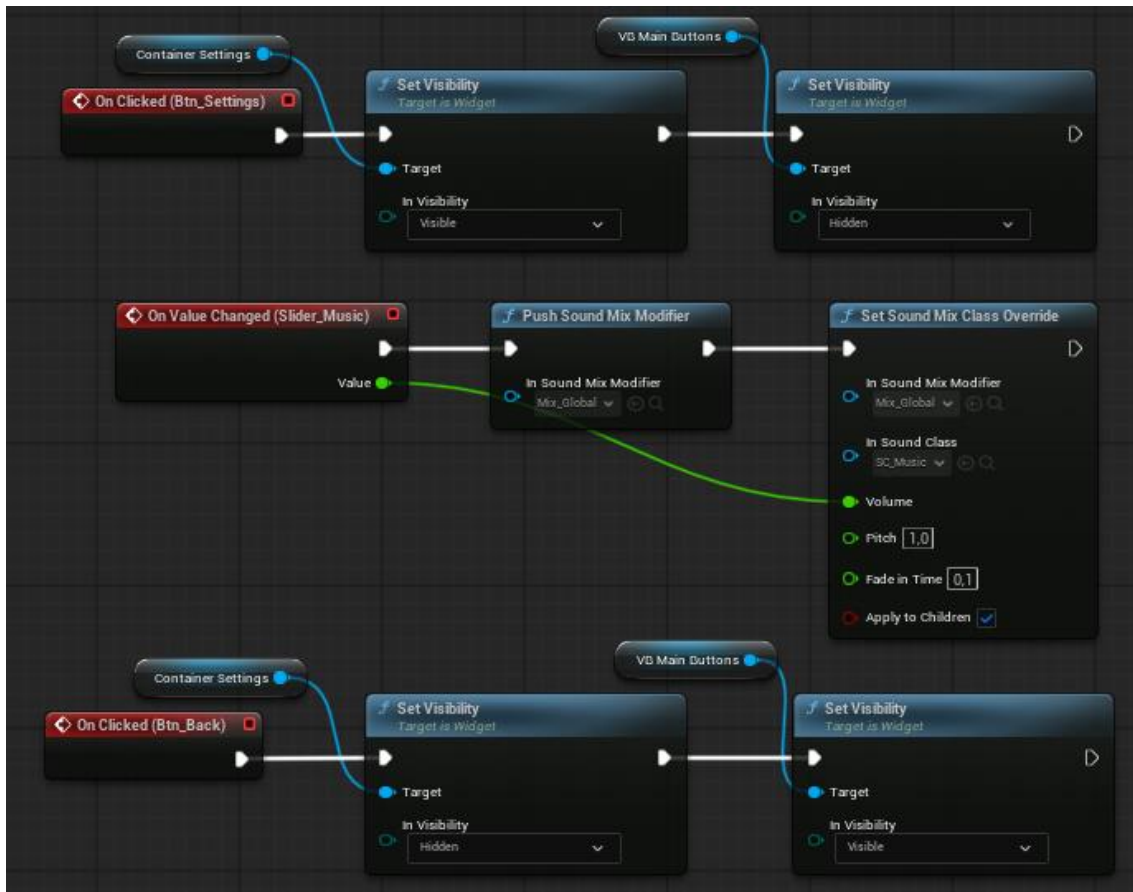 Container Settings
VB Main Buttons
On Clicked (Btn_Settings)
Set Visibility
Target is Widget
Target
In Visibility
Visible
Set Visibility
Target is Widget
Target
In Visibility
Hidden
On Value Changed (Slider_Music)
Value
Push Sound Mix Modifier
In Sound Mix Modifier
Mix_Global
Set Sound Mix Class Override
In Sound Mix Modifier
Mix_Global
In Sound Class
SC_Music
Volume
Pitch 1,0
Fade in Time 0,1
Apply to Children
Container Settings
VB Main Buttons
On Clicked (Btn_Back)
Set Visibility
Target is Widget
Target
In Visibility
Hidden
Set Visibility
Target is Widget
Target
In Visibility
Visible